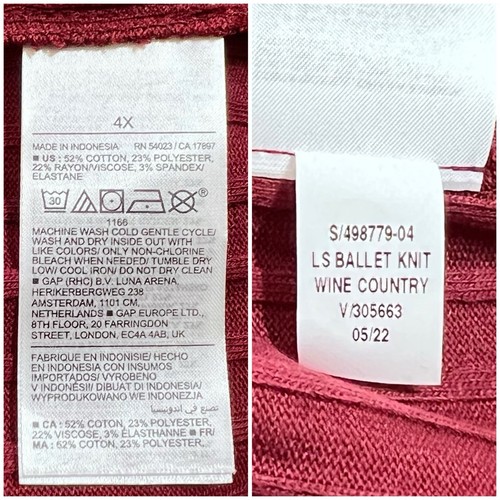 4X
MADE IN INDONESIA RN 54023 / CA 17897
■ US : 52% COTTON, 23% POLYESTER,
22% RAYON/VISCOSE, 3% SPANDEX/
ELASTANE
30
1166
MACHINE WASH COLD GENTLE CYCLE/
WASH AND DRY INSIDE OUT WITH
LIKE COLORS/ ONLY NON-CHLORINE
BLEACH WHEN NEEDED/ TUMBLE DRY
LOW/ COOL IRON/ DO NOT DRY CLEAN
■ GAP (RHC) B.V. LUNA ARENA,
HERIKERBERGWEG 238
AMSTERDAM, 1101 CM,
NETHERLANDS ■ GAP EUROPE LTD.,
8TH FLOOR, 20 FARRINGDON
STREET, LONDON, EC4A 4AB, UK
FABRIQUE EN INDONESIE/ HECHO
EN INDONESIA CON INSUMOS
IMPORTADOS/ VYROBENO
V INDONESII/ DIBUAT DI INDONESIA/
WYPRODUKOWANO WE INDONEZJA
صنع في اندونيسيا
■ CA : 52% COTON, 23% POLYESTER,
22% VISCOSE, 3% ÉLASTHANNE ■ FR/
MA : 52% COTON, 23% POLYESTER,
S/498779-04
LS BALLET KNIT
WINE COUNTRY
V/305663
05/22